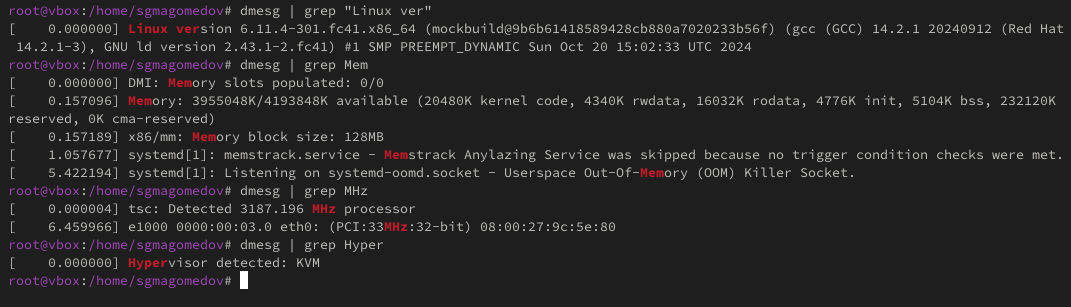 root@vbox:/home/sgmagomedov# dmesg | grep "Linux ver"
[    0.000000] Linux version 6.11.4-301.fc41.x86_64 (mockbuild@9b6b61418589428cb880a7020233b56f) (gcc (GCC) 14.2.1 20240912 (Red Hat
 14.2.1-3), GNU ld version 2.43.1-2.fc41) #1 SMP PREEMPT_DYNAMIC Sun Oct 20 15:02:33 UTC 2024
root@vbox:/home/sgmagomedov# dmesg | grep Mem
[    0.000000] DMI: Memory slots populated: 0/0
[    0.157096] Memory: 3955048K/4193848K available (20480K kernel code, 4340K rwdata, 16032K rodata, 4776K init, 5104K bss, 232120K
reserved, 0K cma-reserved)
[    0.157189] x86/mm: Memory block size: 128MB
[    1.057677] systemd[1]: memstrack.service - Memstrack Anylazing Service was skipped because no trigger condition checks were met.
[    5.422194] systemd[1]: Listening on systemd-oomd.socket - Userspace Out-Of-Memory (OOM) Killer Socket.
root@vbox:/home/sgmagomedov# dmesg | grep MHz
[    0.000004] tsc: Detected 3187.196 MHz processor
[    6.459966] e1000 0000:00:03.0 eth0: (PCI:33MHz:32-bit) 08:00:27:9c:5e:80
root@vbox:/home/sgmagomedov# dmesg | grep Hyper
[    0.000000] Hypervisor detected: KVM
root@vbox:/home/sgmagomedov#